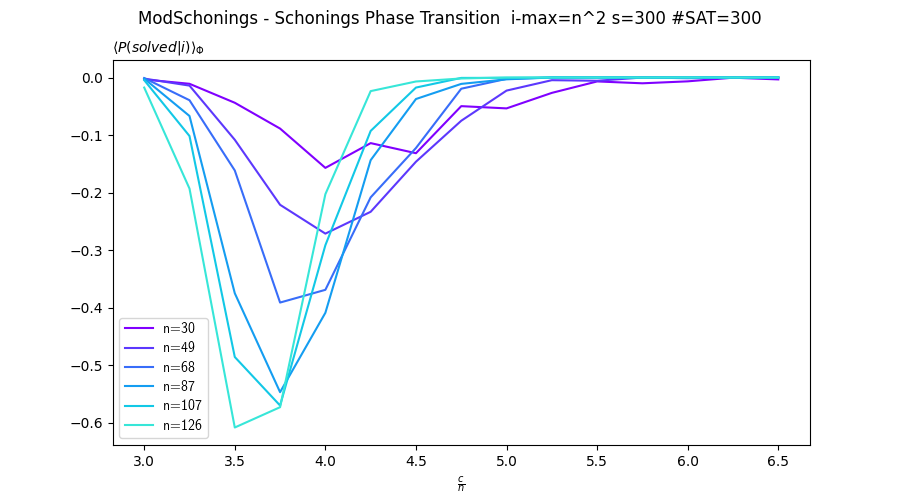 ModSchonings - Schonings Phase Transition  i-max=n^2 s=300 #SAT=300
⟨P(solved|i)⟩Φ
0.0
−0.1
−0.2
−0.3
−0.4
−0.5
−0.6
n=30
n=49
n=68
n=87
n=107
n=126
3.0 3.5 4.0 4.5 5.0 5.5 6.0 6.5
c
n